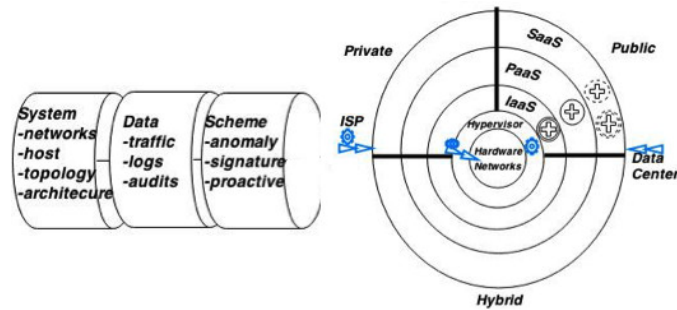 System
-networks
-host
-topology
-architecure
Data
-traffic
-logs
-audits
Scheme
-anomaly
-signature
-proactive
Private
SaaS
Public
PaaS
IaaS
ISP
Hypervisor
Hardware
Networks
Data
Center
Hybrid